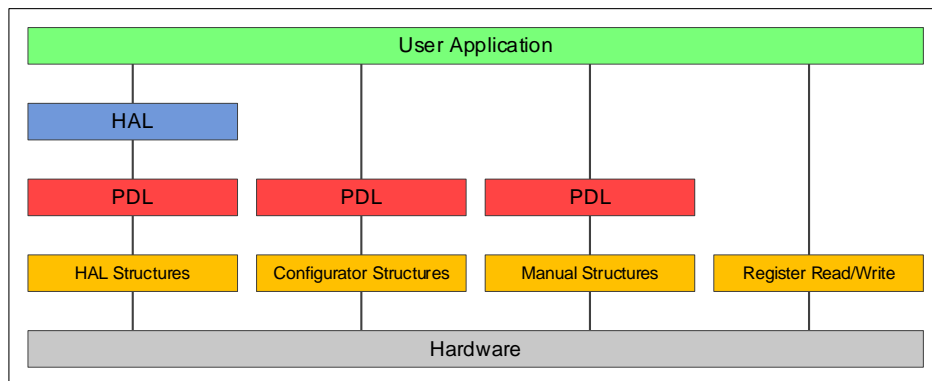 User Application
HAL
PDL
PDL
PDL
HAL Structures
Configurator Structures
Manual Structures
Register Read/Write
Hardware